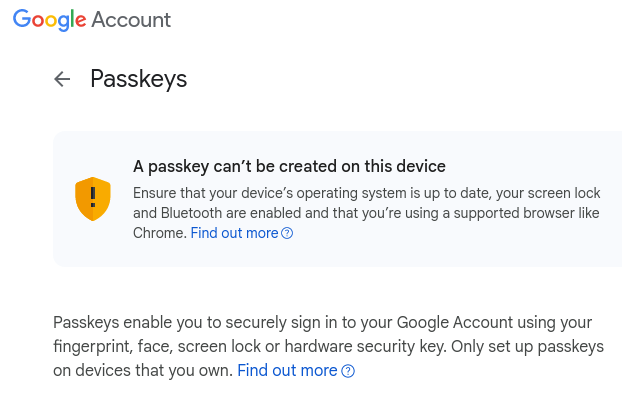 Google Account
Passkeys
A passkey can’t be created on this device
Ensure that your device’s operating system is up to date, your screen lock
and Bluetooth are enabled and that you’re using a supported browser like
Chrome. Find out more
Passkeys enable you to securely sign in to your Google Account using your
fingerprint, face, screen lock or hardware security key. Only set up passkeys
on devices that you own. Find out more